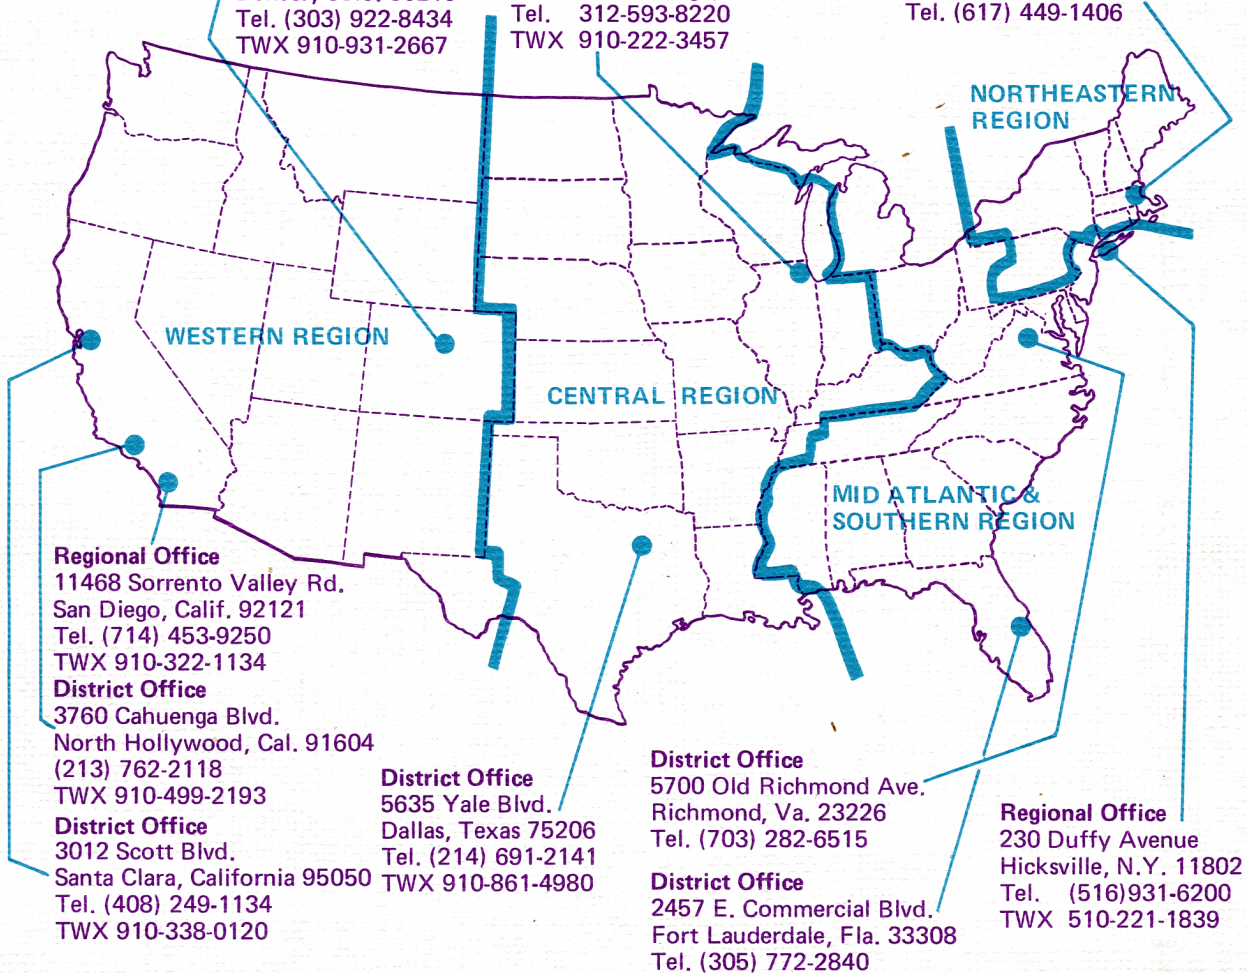 Tel. (303) 922-8434
TWX 910-931-2667
Tel. 312-593-8220
TWX 910-222-3457
Tel. (617) 449-1406
NORTHEASTERN
REGION
WESTERN REGION
CENTRAL REGION
MID ATLANTIC &
SOUTHERN REGION
Regional Office
11468 Sorrento Valley Rd.
San Diego, Calif. 92121
Tel. (714) 453-9250
TWX 910-322-1134
District Office
3760 Cahuenga Blvd.
North Hollywood, Cal. 91604
(213) 762-2118
TWX 910-499-2193
District Office
3012 Scott Blvd.
Santa Clara, California 95050
Tel. (408) 249-1134
TWX 910-338-0120
District Office
5635 Yale Blvd.
Dallas, Texas 75206
Tel. (214) 691-2141
TWX 910-861-4980
District Office
5700 Old Richmond Ave.
Richmond, Va. 23226
Tel. (703) 282-6515
District Office
2457 E. Commercial Blvd.
Fort Lauderdale, Fla. 33308
Tel. (305) 772-2840
Regional Office
230 Duffy Avenue
Hicksville, N.Y. 11802
Tel. (516)931-6200
TWX 510-221-1839